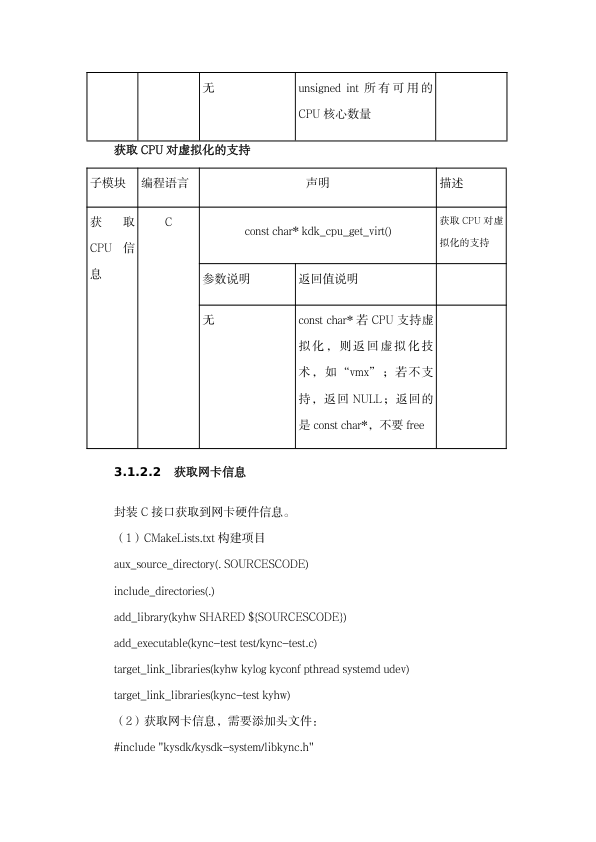 无
unsigned int 所有可用的
CPU 核心数量
获取 CPU 对虚拟化的支持
子模块 编程语言 声明 描述
获取
CPU 信
息
C
const char* kdk_cpu_get_virt()
获取 CPU 对虚
拟化的支持
参数说明 返回值说明
无
const char* 若 CPU 支持虚
拟化，则返回虚拟化技
术，如“vmx”；若不支
持，返回 NULL；返回的
是 const char*，不要 free
3.1.2.2 获取网卡信息
封装 C 接口获取到网卡硬件信息。
（1）CMakeLists.txt 构建项目
aux_source_directory(. SOURCESCODE)
include_directories(.)
add_library(kyhw SHARED ${SOURCESCODE})
add_executable(kync-test test/kync-test.c)
target_link_libraries(kyhw kylog kyconf pthread systemd udev)
target_link_libraries(kync-test kyhw)
（2）获取网卡信息，需要添加头文件；
#include "kysdk/kysdk-system/libkync.h"